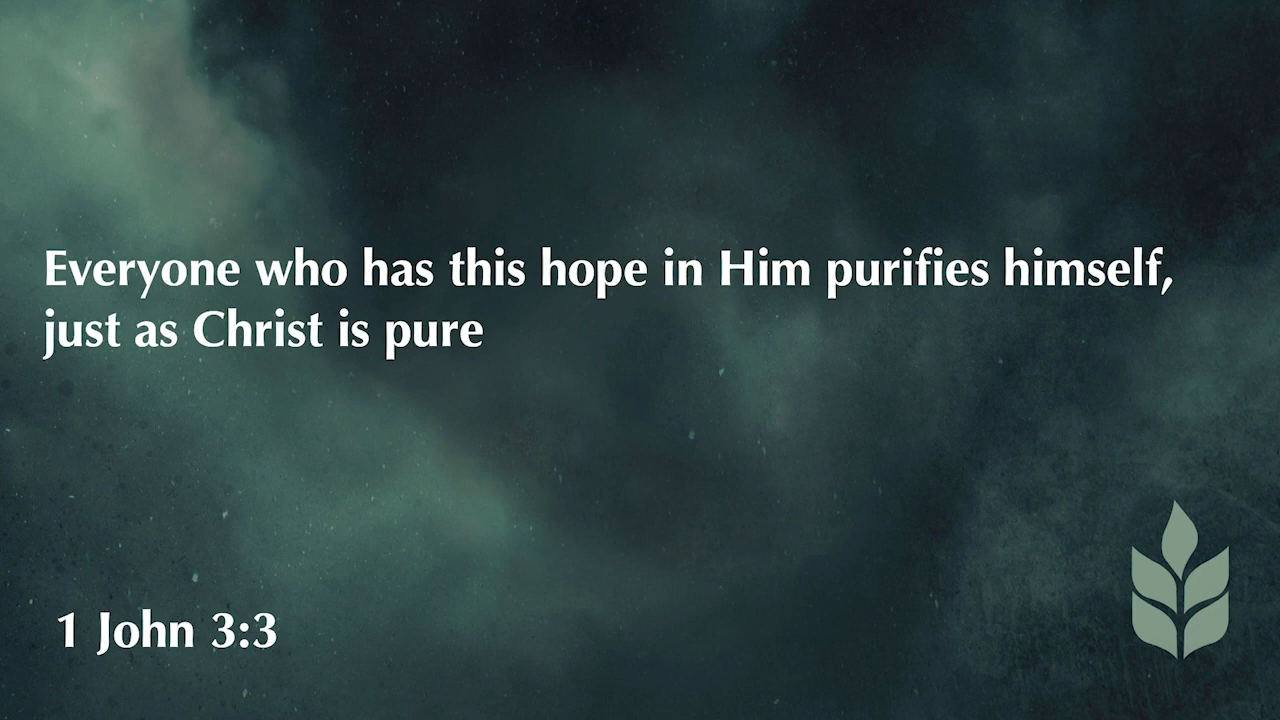 Everyone who has this hope in Him purifies himself,
just as Christ is pure
1 John 3:3